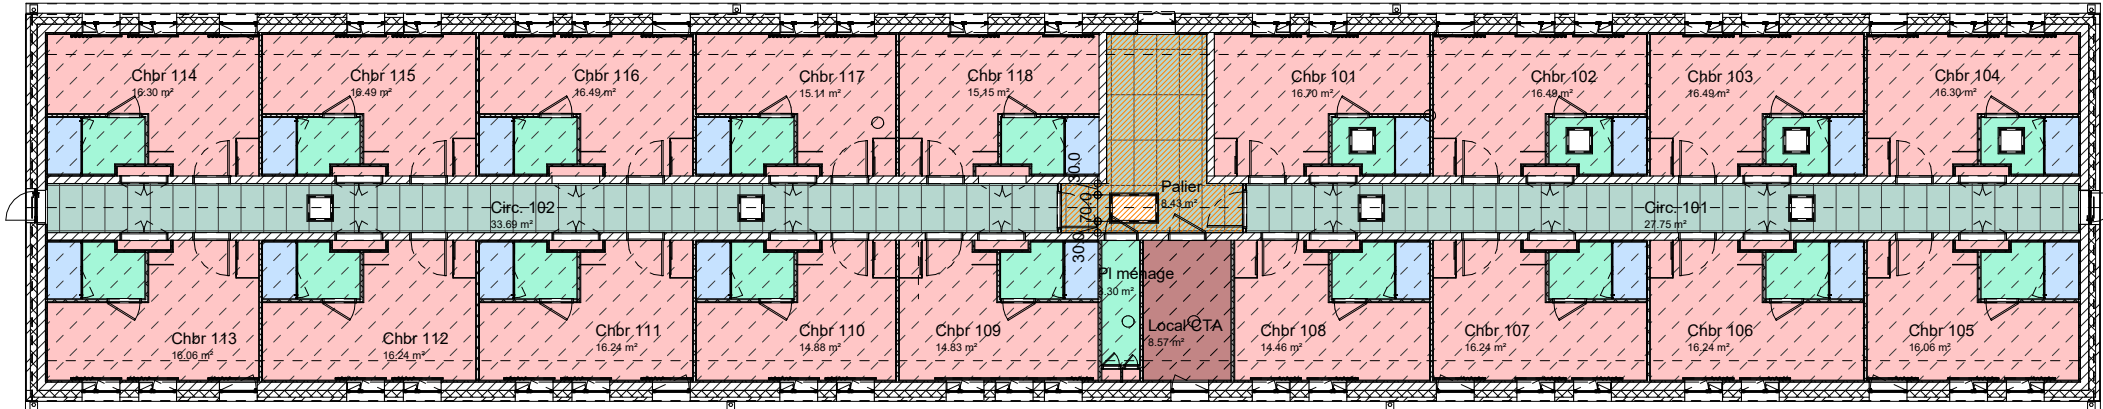 Chbr 114
16.30 m²
Chbr 115
16.49 m²
Chbr 116
16.49 m²
Chbr 117
15.11 m²
Chbr 118
15.15 m²
Chbr 101
16.70 m²
Chbr 102
16.49 m²
Chbr 103
16.49 m²
Chbr 104
16.30 m²
30.0
70.0
30.0
Palier
8.43 m²
Circ. 102
33.69 m²
Circ. 101
27.75 m²
Pl ménage
3.30 m²
Local CTA
8.57 m²
Chbr 113
16.06 m²
Chbr 112
16.24 m²
Chbr 111
16.24 m²
Chbr 110
14.88 m²
Chbr 109
14.83 m²
Chbr 108
14.46 m²
Chbr 107
16.24 m²
Chbr 106
16.24 m²
Chbr 105
16.06 m²